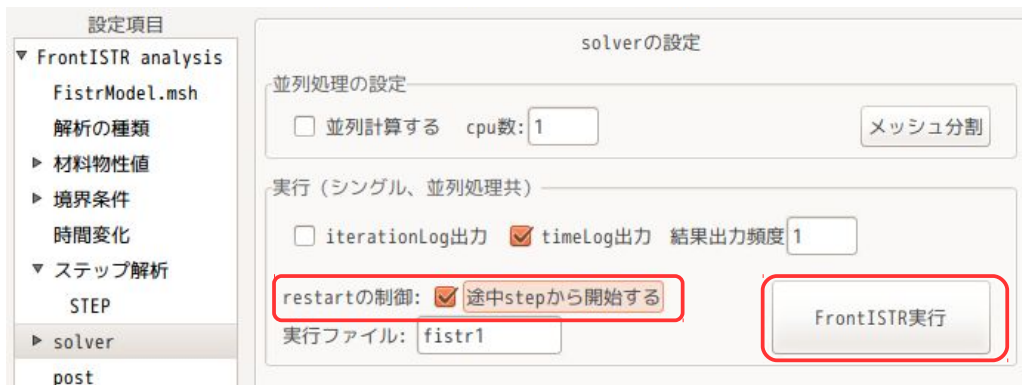 設定項目
FrontISTR analysis
FistrModel.msh
解析の種類
材料物性値
境界条件
時間変化
ステップ解析
STEP
solver
post
solverの設定
並列処理の設定
並列計算する cpu数: 1 メッシュ分割
実行（シングル、並列処理共）
iterationLog出力 timeLog出力 結果出力頻度 1
restartの制御: 途中stepから開始する
実行ファイル: fistr1
FrontISTR実行